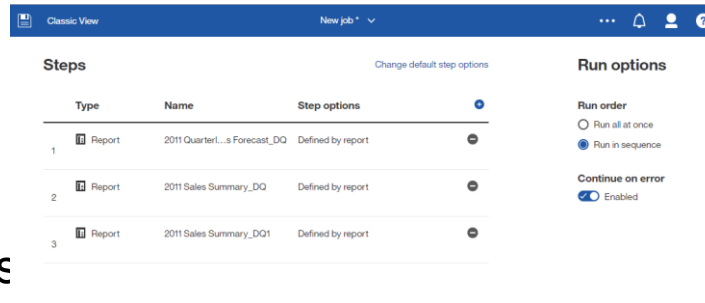 Classic View New job * ... ?
Steps Change default step options Run options
Type Name Step options Run order
Run all at once
1 Report 2011 Quarterl...s Forecast_DQ Defined by report Run in sequence
Continue on error
2 Report 2011 Sales Summary_DQ Defined by report Enabled
3 Report 2011 Sales Summary_DQ1 Defined by report
s